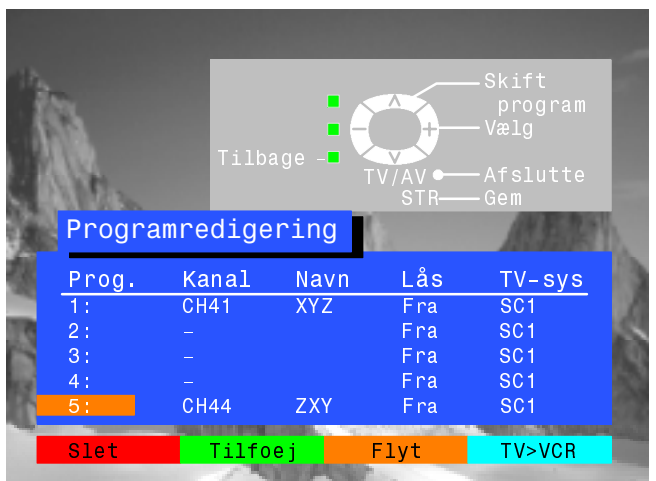 Skift
program
Vælg
Tilbage
TV/AV Afslutte
STR Gem
Programredigering
Prog. Kanal Navn Lås TV-sys
1: CH41 XYZ Fra SC1
2: - Fra SC1
3: - Fra SC1
4: - Fra SC1
5: CH44 ZXY Fra SC1
Slet Tilfoej Flyt TV>VCR